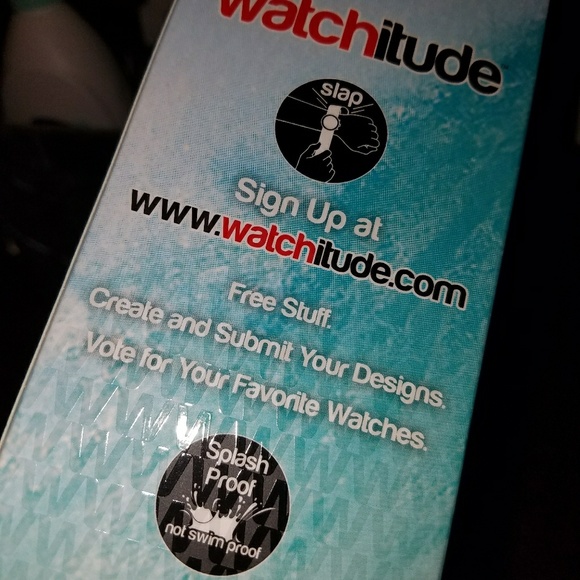 watchitude
slap
Sign Up at
www.watchitude.com
Free Stuff.
Create and Submit Your Designs.
Vote for Your Favorite Watches.
Splash
Proof
not swim proof